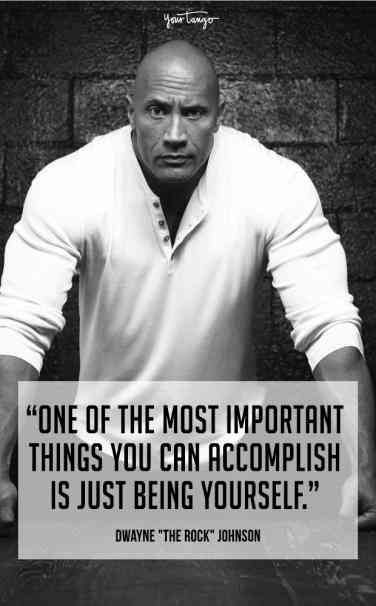 YourTango
“ONE OF THE MOST IMPORTANT
THINGS YOU CAN ACCOMPLISH
IS JUST BEING YOURSELF.”
DWAYNE "THE ROCK" JOHNSON